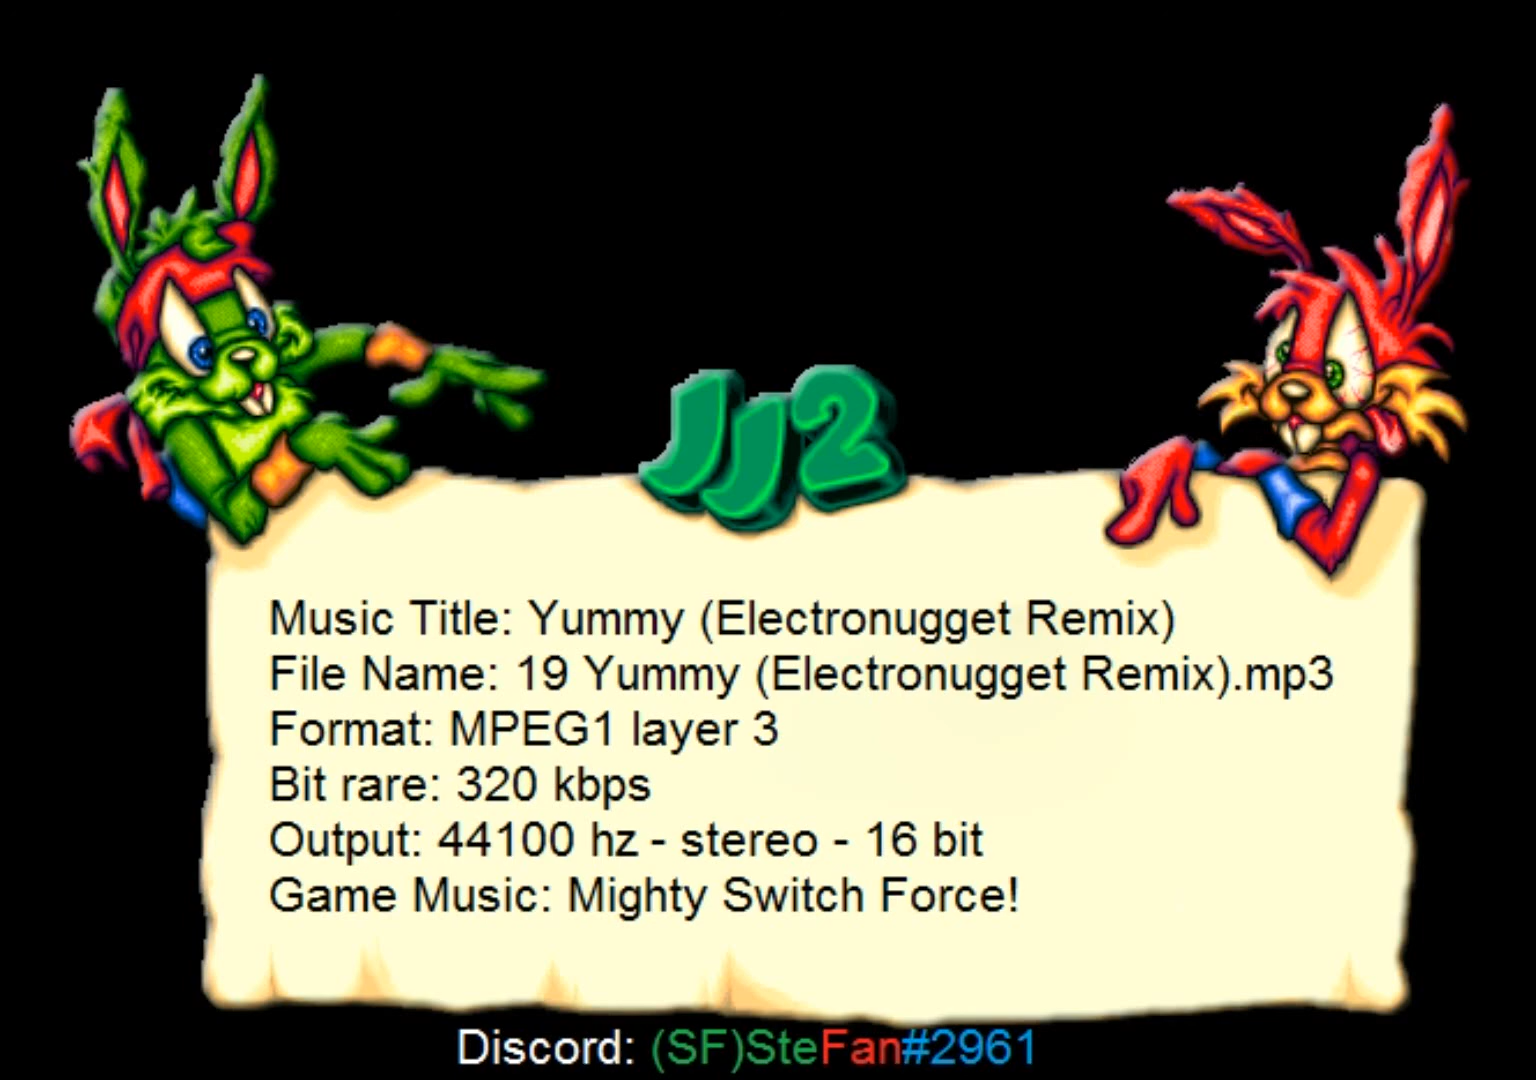 JJ2
Music Title: Yummy (Electronugget Remix)
File Name: 19 Yummy (Electronugget Remix).mp3
Format: MPEG1 layer 3
Bit rare: 320 kbps
Output: 44100 hz - stereo - 16 bit
Game Music: Mighty Switch Force!
Discord: (SF)SteFan#2961